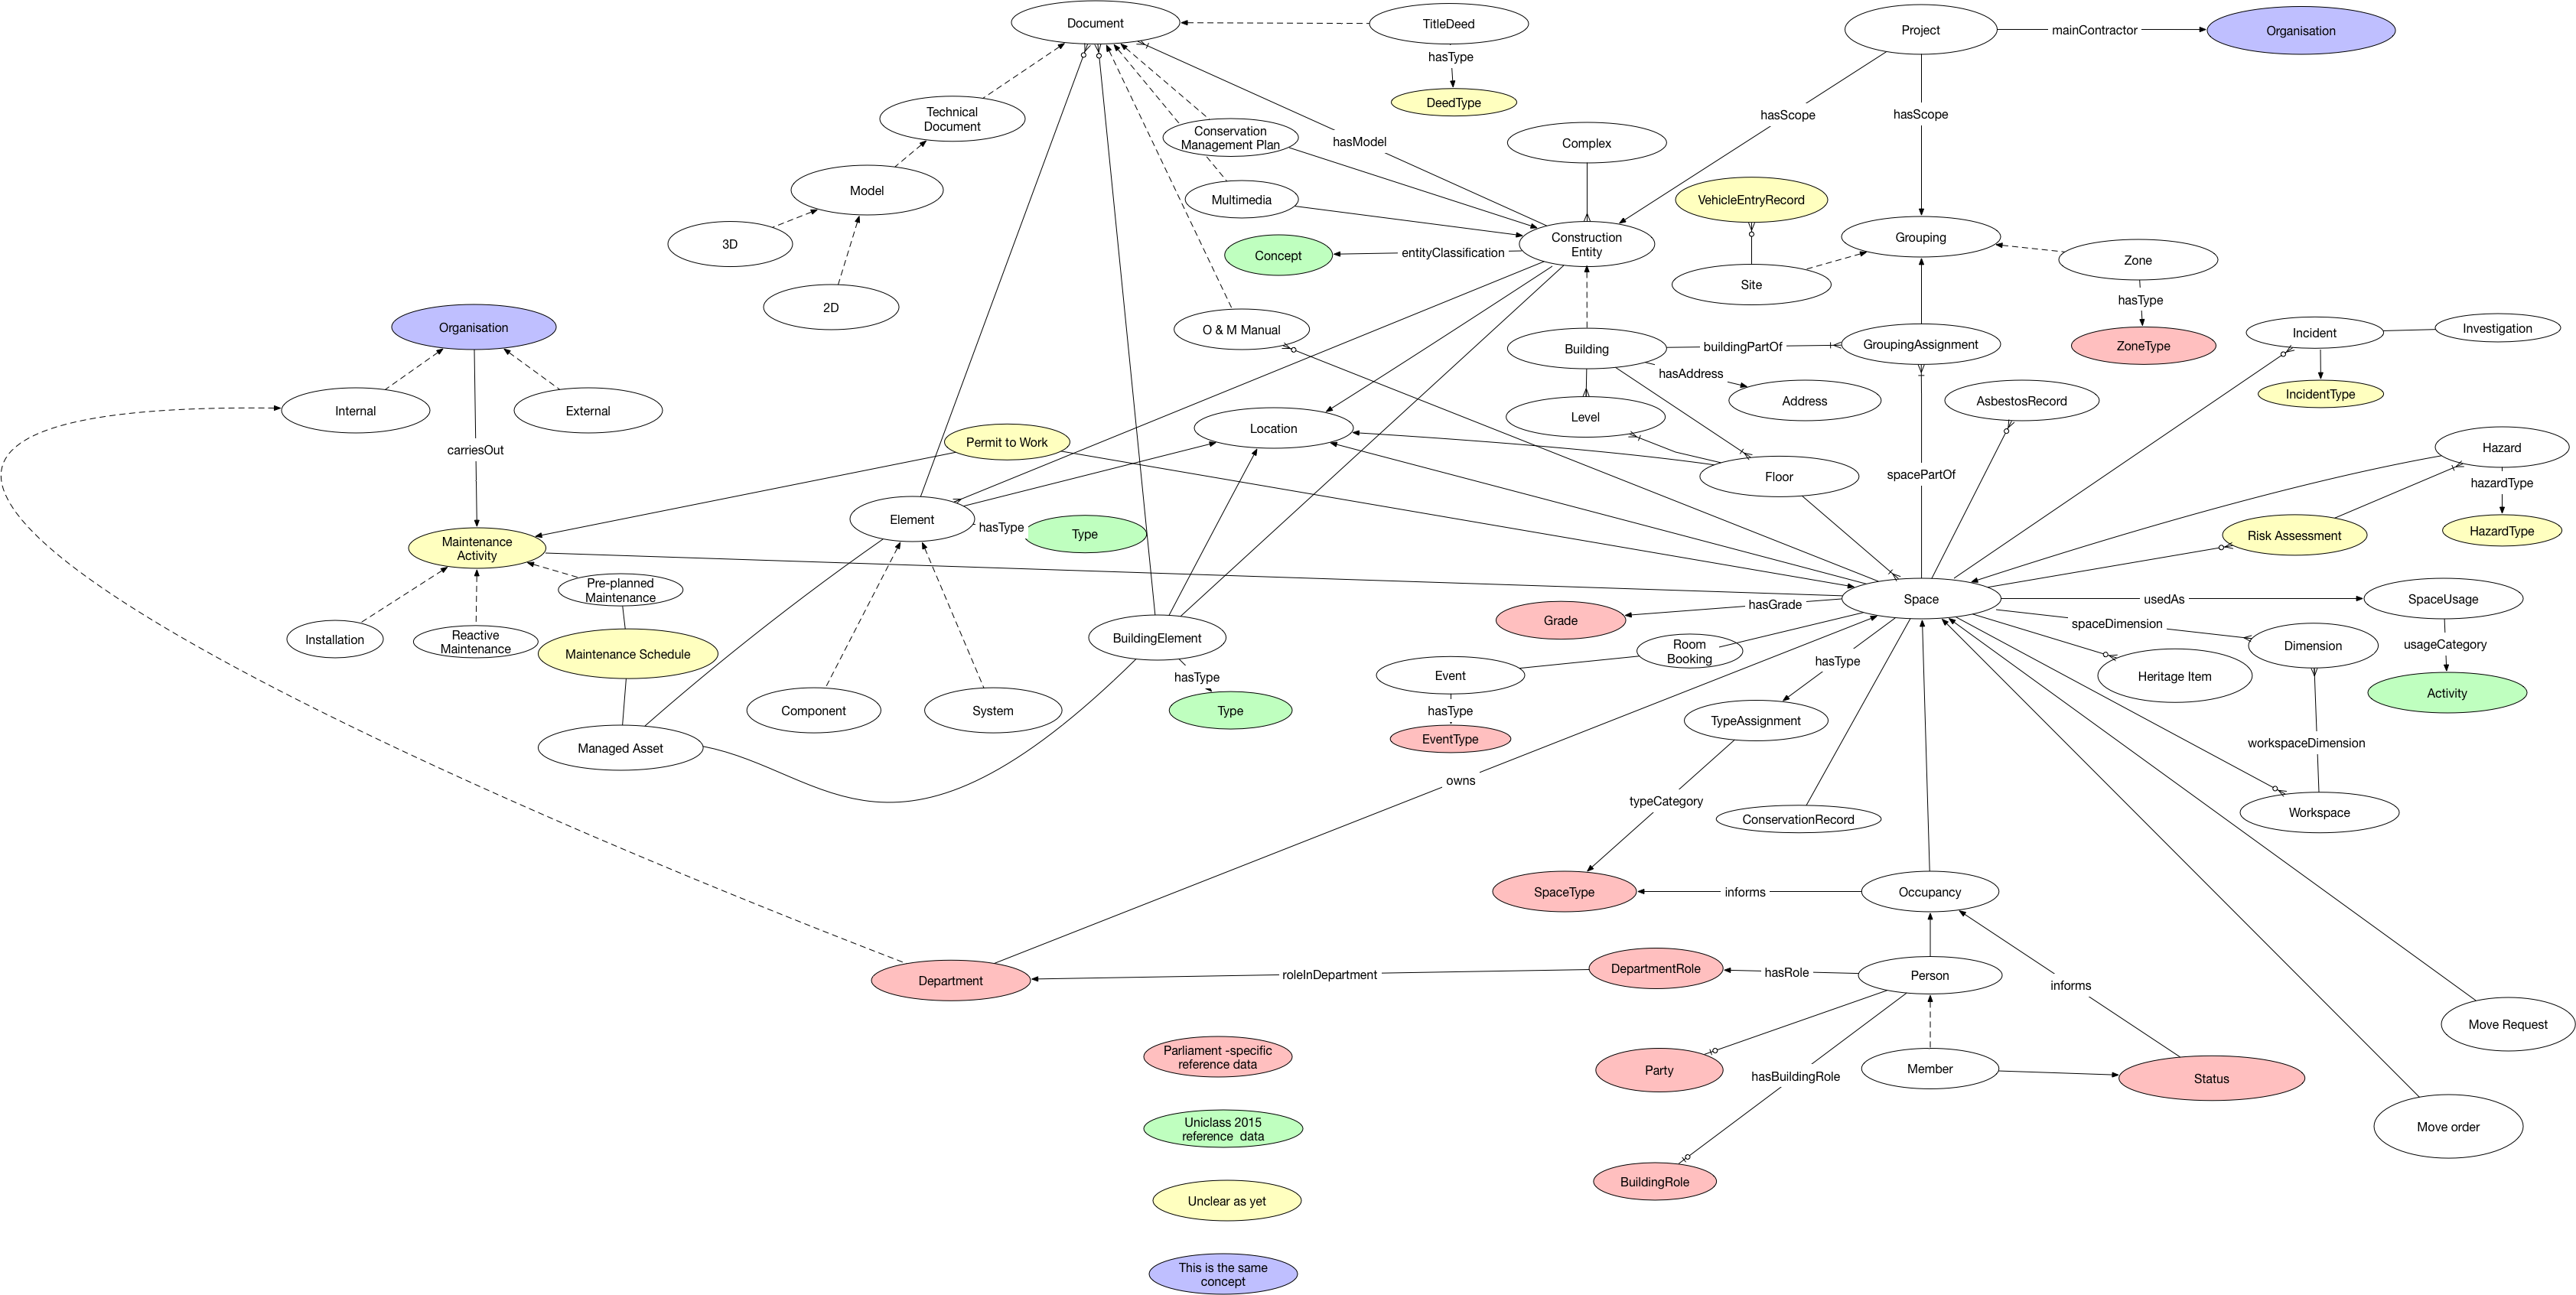 Document
TitleDeed
Project
mainContractor
Organisation
hasType
DeedType
Technical
Document
Conservation
Management Plan
hasModel
Complex
hasScope
hasScope
Model
Multimedia
VehicleEntryRecord
3D
Concept
entityClassification
Construction
Entity
Grouping
Zone
Site
hasType
2D
Organisation
O & M Manual
Building
buildingPartOf
GroupingAssignment
ZoneType
Incident
Investigation
hasAddress
Address
AsbestosRecord
IncidentType
Internal
External
Level
Location
carriesOut
Permit to Work
Floor
spacePartOf
Hazard
hazardType
Element
hasType
Type
Risk Assessment
HazardType
Maintenance
Activity
Pre-planned
Maintenance
Installation
Reactive
Maintenance
Maintenance Schedule
BuildingElement
hasType
Type
Grade
hasGrade
Space
usedAs
SpaceUsage
spaceDimension
Dimension
usageCategory
Room
Booking
Event
hasType
EventType
hasType
Heritage Item
Activity
Component
System
Managed Asset
TypeAssignment
workspaceDimension
owns
typeCategory
ConservationRecord
Workspace
SpaceType
informs
Occupancy
Department
roleInDepartment
DepartmentRole
hasRole
Person
informs
Move Request
Parliament -specific
reference data
Party
hasBuildingRole
Member
Status
Uniclass 2015
reference  data
Move order
BuildingRole
Unclear as yet
This is the same
concept